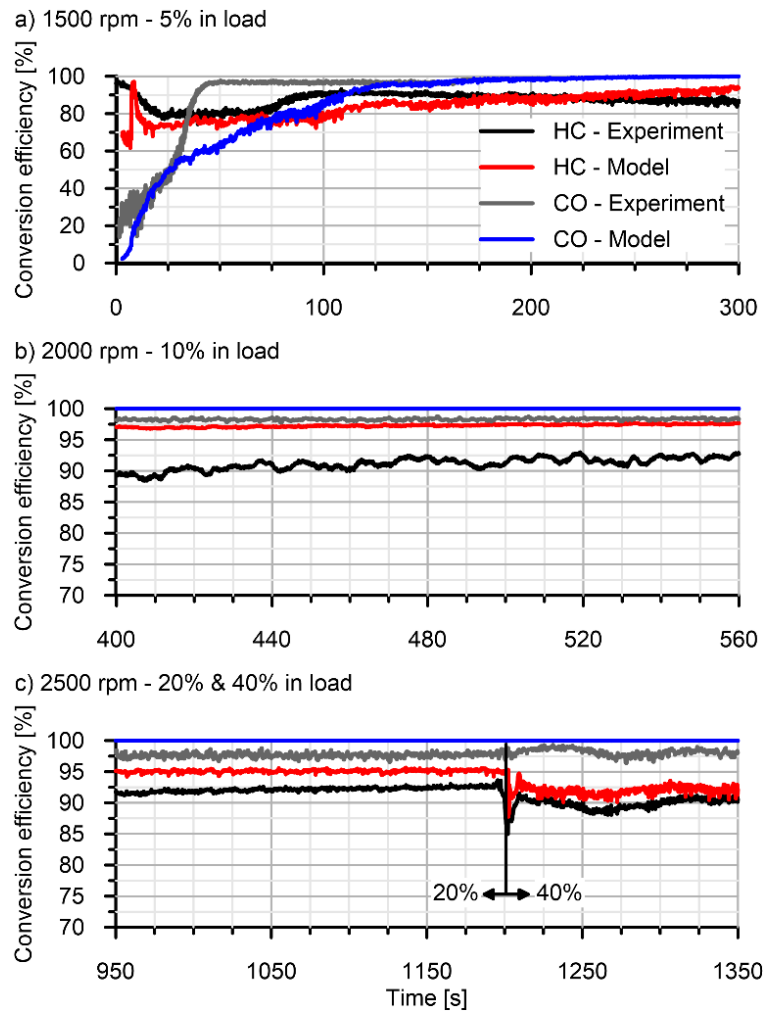 a) 1500 rpm - 5% in load
Conversion efficiency [%]
100
80
60
40
20
0
HC - Experiment
HC - Model
CO - Experiment
CO - Model
0 100 200 300
b) 2000 rpm - 10% in load
Conversion efficiency [%]
100
95
90
85
80
75
70
400 440 480 520 560
c) 2500 rpm - 20% & 40% in load
Conversion efficiency [%]
100
95
90
85
80
75
70
20% 40%
950 1050 1150 1250 1350
Time [s]